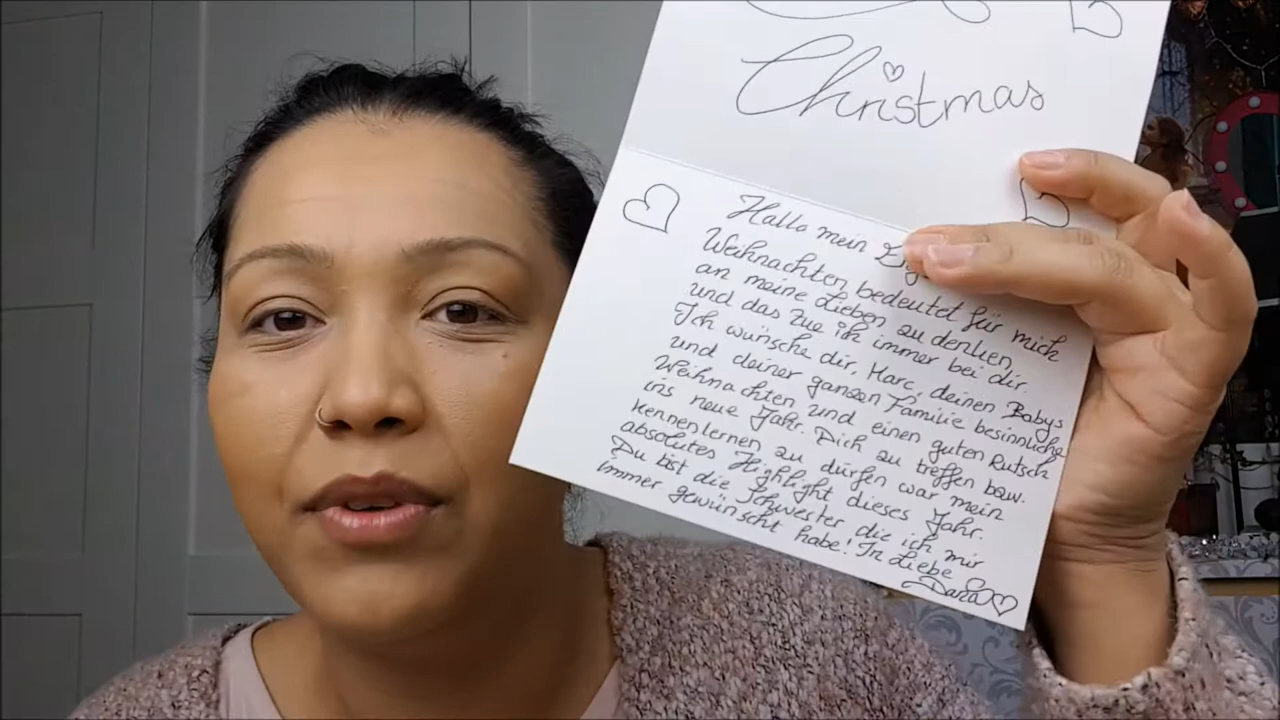 Christmas
Hallo mein
Weihnachten bedeutet für mich
an meine Lieben zu denken,
und das tue ich immer bei dir.
Ich wünsche dir, Marc, deinen Babys
und deiner ganzen Familie besinnliche
Weihnachten und einen guten Rutsch
ins neue Jahr. Dich zu treffen bzw.
kennenlernen zu dürfen war mein
absolutes Highlight dieses Jahr.
Du bist die Schwester die ich mir
immer gewünscht habe! In Liebe